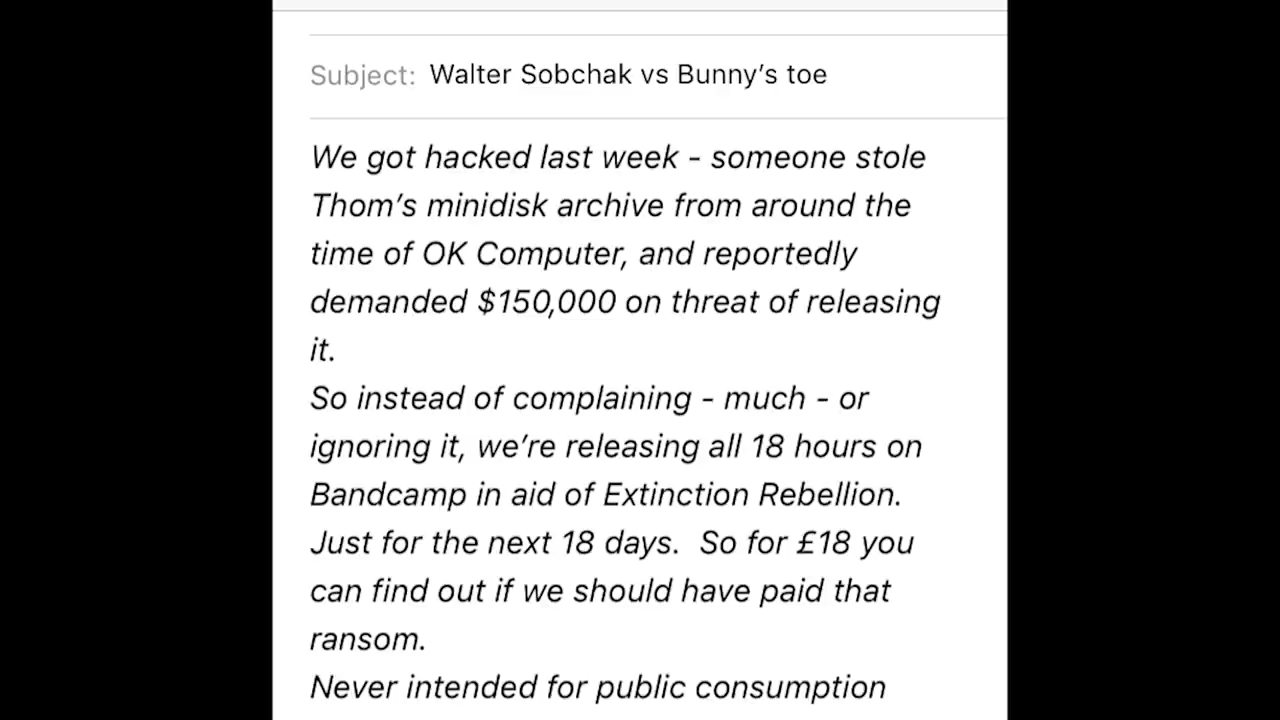 Subject: Walter Sobchak vs Bunny’s toe
We got hacked last week - someone stole
Thom’s minidisk archive from around the
time of OK Computer, and reportedly
demanded $150,000 on threat of releasing
it.
So instead of complaining - much - or
ignoring it, we’re releasing all 18 hours on
Bandcamp in aid of Extinction Rebellion.
Just for the next 18 days.  So for £18 you
can find out if we should have paid that
ransom.
Never intended for public consumption